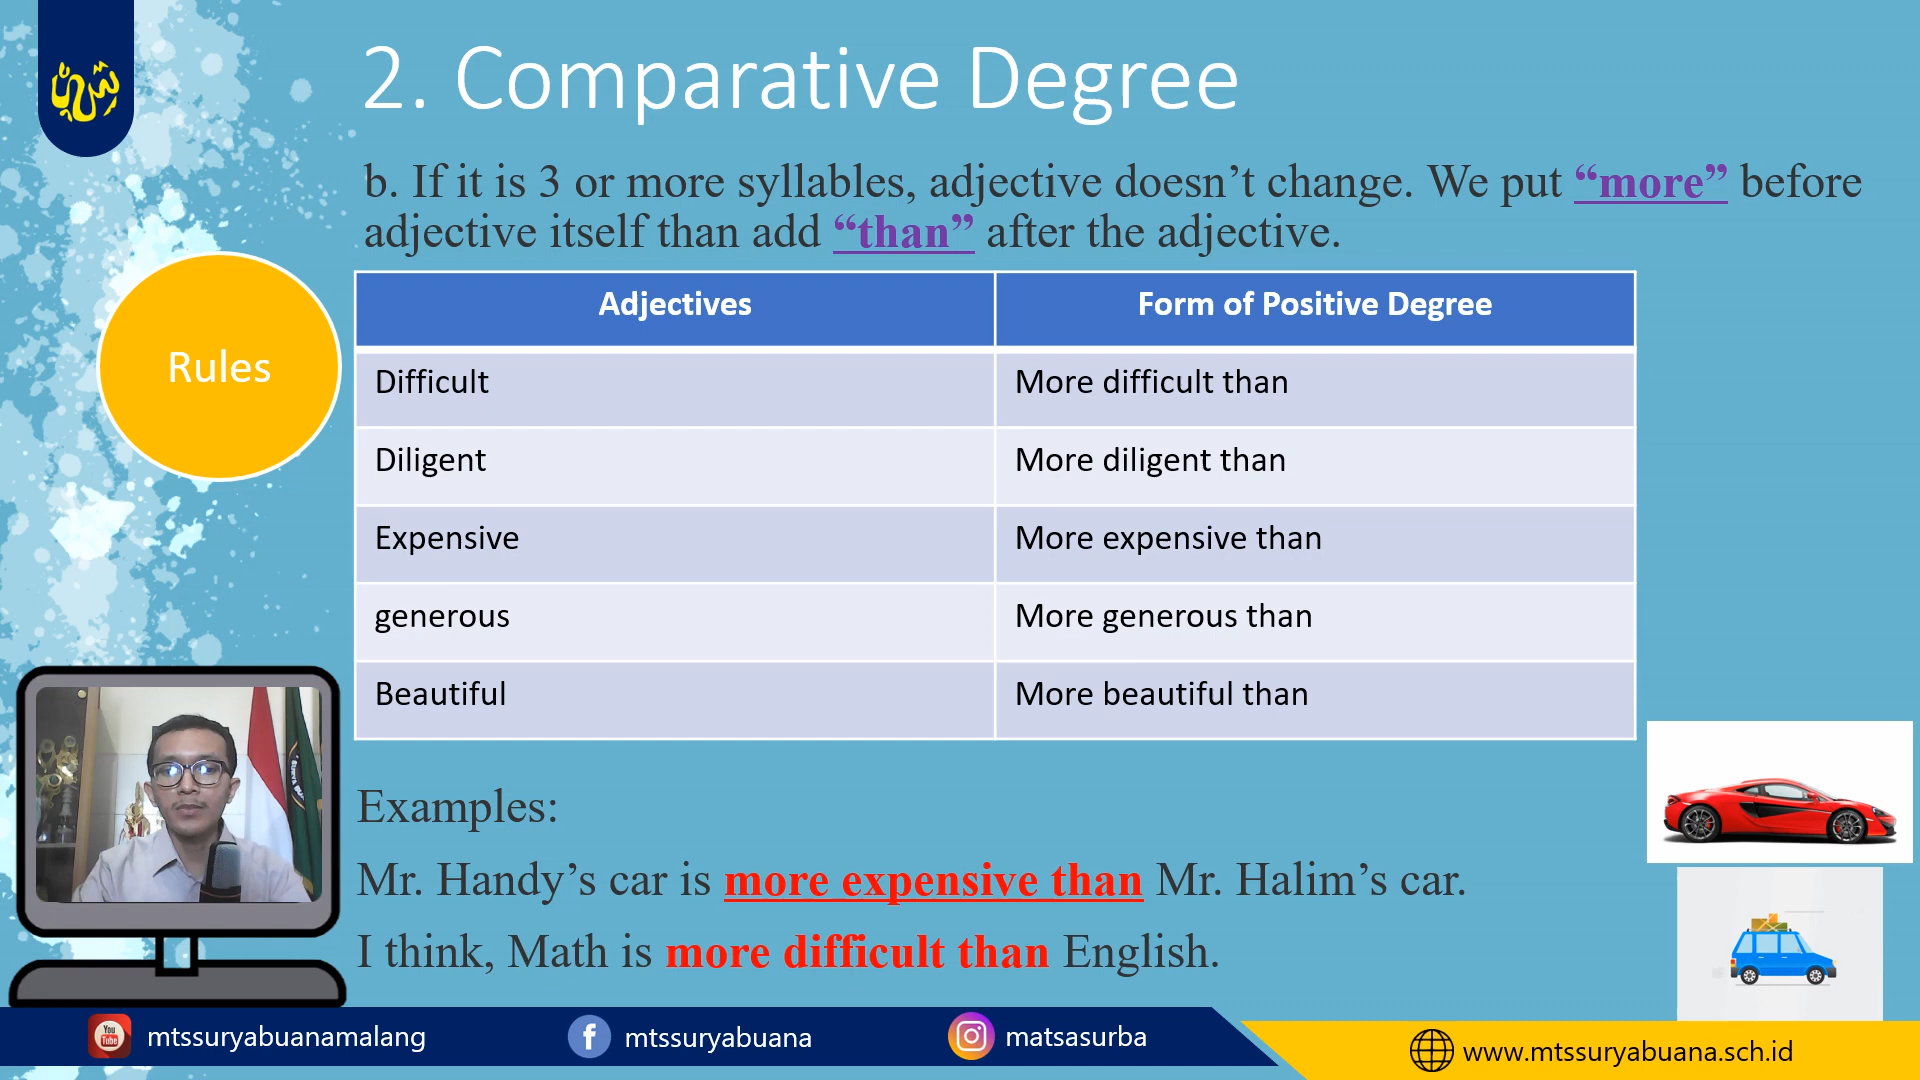 2. Comparative Degree
b. If it is 3 or more syllables, adjective doesn’t change. We put “more” before
adjective itself than add “than” after the adjective.
Rules
Adjectives
Form of Positive Degree
Difficult
More difficult than
Diligent
More diligent than
Expensive
More expensive than
generous
More generous than
Beautiful
More beautiful than
Examples:
Mr. Handy’s car is more expensive than Mr. Halim’s car.
I think, Math is more difficult than English.
You
Tube
mtssuryabuanamalang
mtssuryabuana
matsasurba
www.mtssuryabuana.sch.id